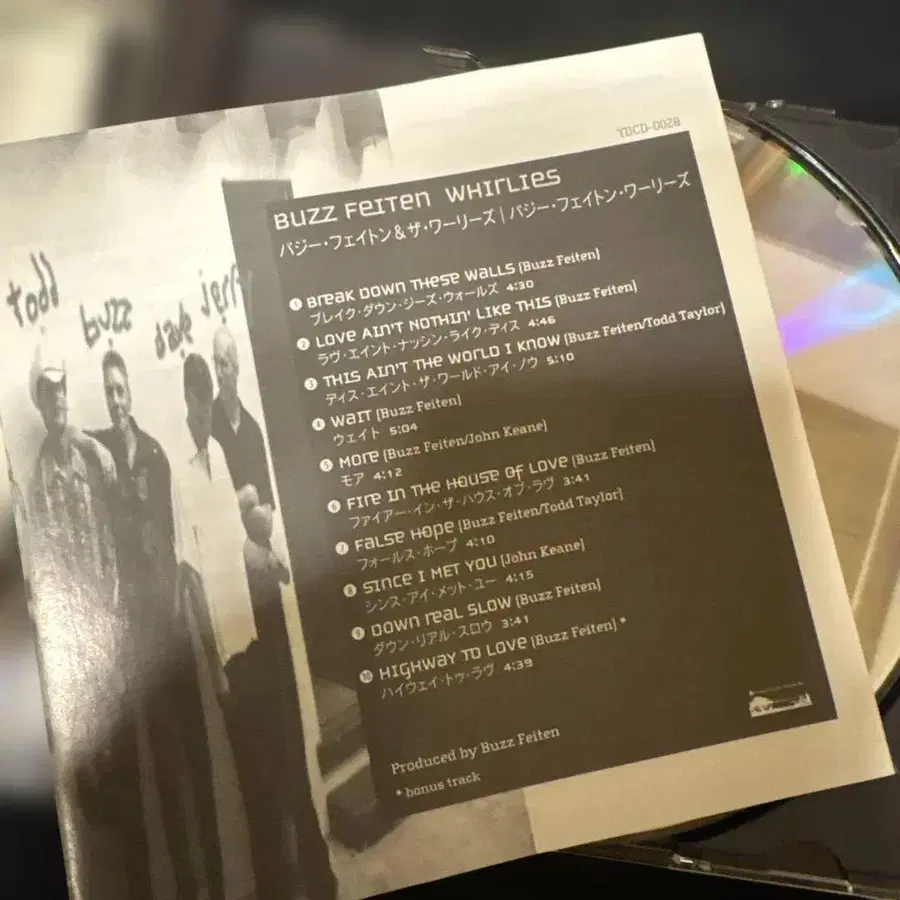 YDCD-0028
BUZZ FEITEN WHIRLIES
バジー・フェイトン&ザ・ワーリーズ | バジー・フェイトン・ワーリーズ
todd
buzz
dave
jerry
1 BREAK DOWN THESE WALLS (Buzz Feiten)
ブレイク・ダウン・ジーズ・ウォールズ 4:30
2 LOVE AIN'T NOTHIN' LIKE THIS (Buzz Feiten)
ラヴ・エイント・ナッシン・ライク・ディス 4:46
3 THIS AIN'T THE WORLD I KNOW (Buzz Feiten/Todd Taylor)
ディス・エイント・ザ・ワールド・アイ・ノウ 5:10
4 WAIT (Buzz Feiten)
ウェイト 5:04
5 MORE (Buzz Feiten/John Keane)
モア 4:12
6 FIRE IN THE HOUSE OF LOVE (Buzz Feiten)
ファイアー・イン・ザ・ハウス・オブ・ラヴ 3:41
7 FALSE HOPE (Buzz Feiten/Todd Taylor)
フォールス・ホープ 4:10
8 SINCE I MET YOU (John Keane)
シンス・アイ・メット・ユー 4:15
9 DOWN REAL SLOW (Buzz Feiten)
ダウン・リアル・スロウ 3:41
10 HIGHWAY TO LOVE (Buzz Feiten) *
ハイウェイ・トゥ・ラヴ 4:39
Produced by Buzz Feiten
* bonus track